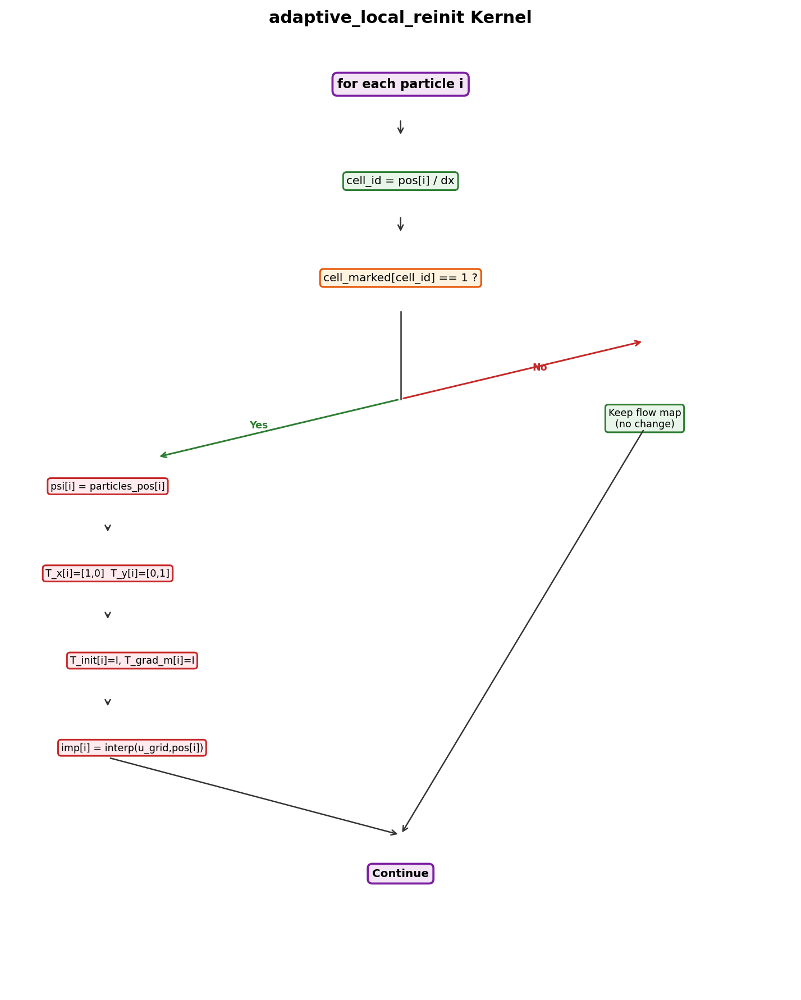 adaptive_local_reinit Kernel
for each particle i
cell_id = pos[i] / dx
cell_marked[cell_id] == 1 ?
No
Yes
Keep flow map
(no change)
psi[i] = particles_pos[i]
T_x[i]=[1,0]  T_y[i]=[0,1]
T_init[i]=I, T_grad_m[i]=I
imp[i] = interp(u_grid,pos[i])
Continue